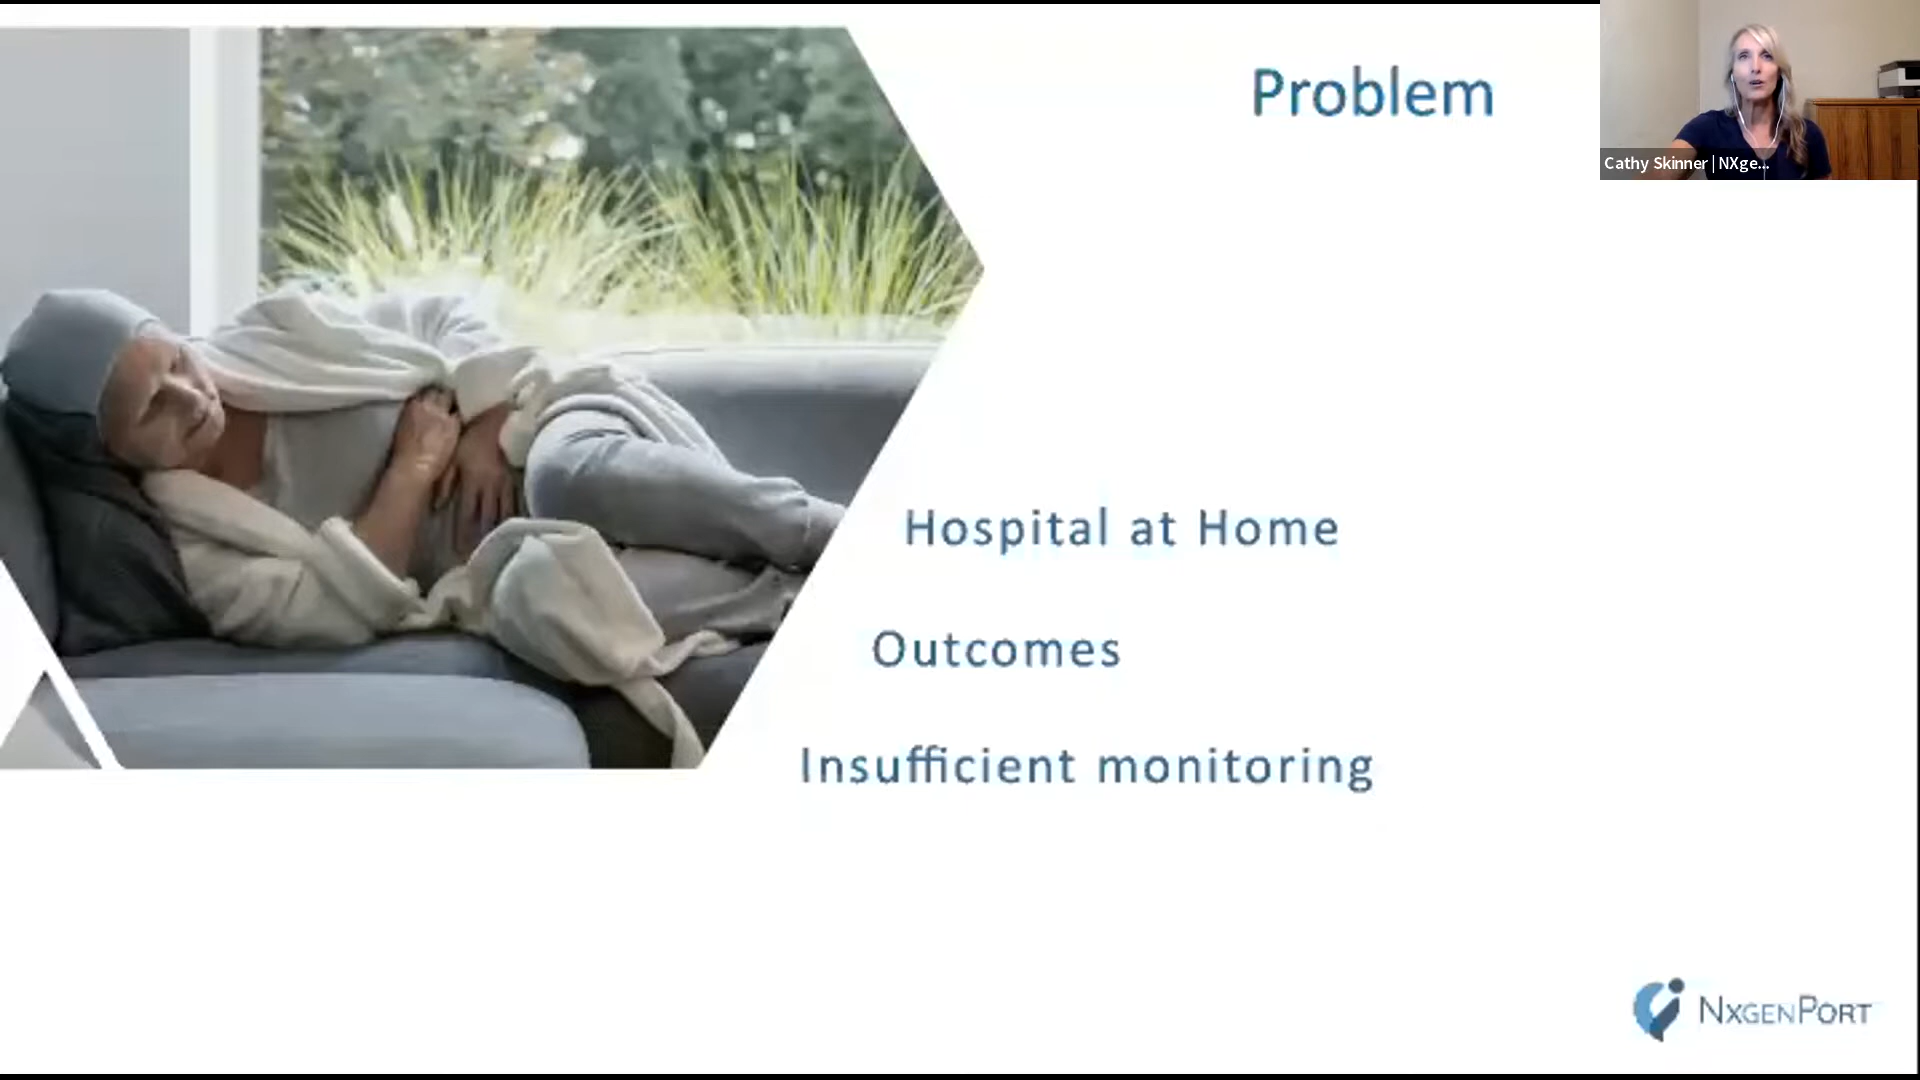 Problem
Cathy Skinner | NXge...
Hospital at Home
Outcomes
Insufficient monitoring
NXGENPORT